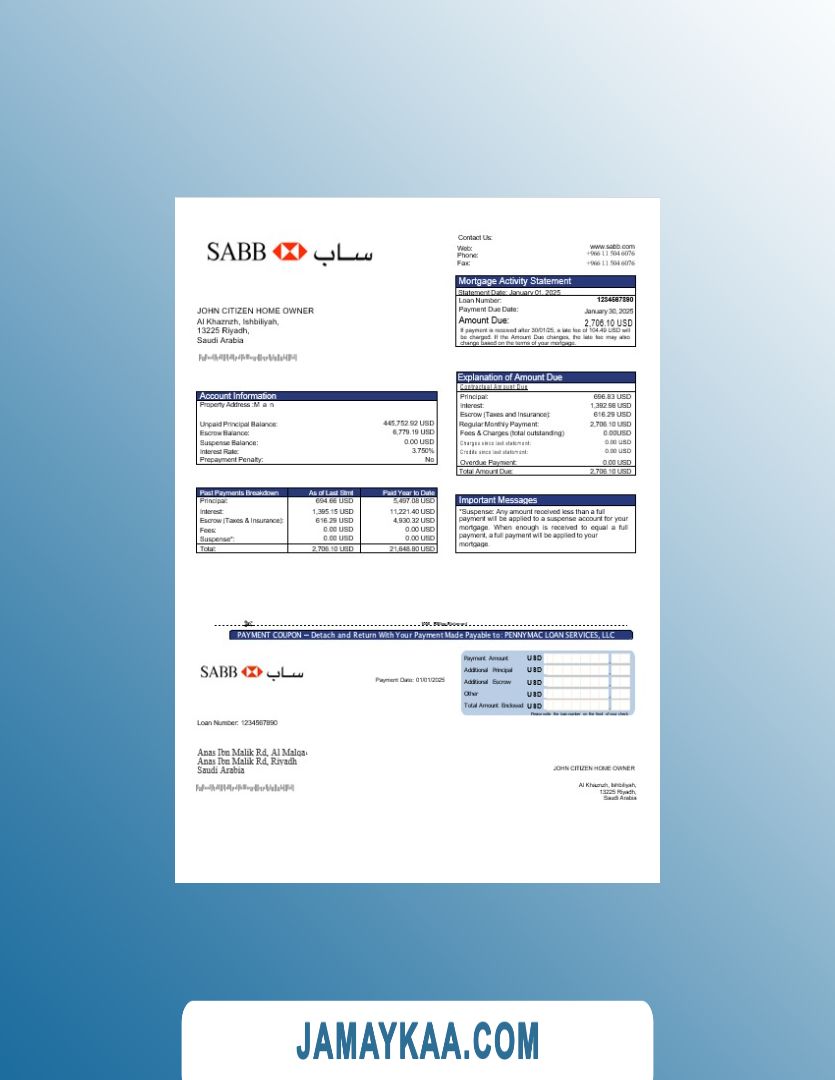 SABB ساب
Contact Us:
Web: www.sabb.com
Phone: +966 11 504 6076
Fax: +966 11 504 6076
Mortgage Activity Statement
Statement Date: January 01, 2025
Loan Number: 1234567890
Payment Due Date: January 30, 2025
Amount Due: 2,706.10 USD
If payment is received after 30/01/25, a late fee of 104.49 USD will
be charged. If the Amount Due changes, the late fee may also
change based on the terms of your mortgage.
JOHN CITIZEN HOME OWNER
Al Khaznzh, Ishbiliyah,
13225 Riyadh,
Saudi Arabia
Explanation of Amount Due
Contractual Amount Due
Principal: 696.83 USD
Interest: 1,392.98 USD
Escrow (Taxes and Insurance): 616.29 USD
Regular Monthly Payment: 2,706.10 USD
Fees & Charges (total outstanding) 0.00USD
Charges since last statement: 0.00 USD
Credits since last statement: 0.00 USD
Overdue Payment: 0.00 USD
Total Amount Due: 2,706.10 USD
Account Information
Property Address :M a n
Unpaid Principal Balance: 445,752.92 USD
Escrow Balance: 6,779.19 USD
Suspense Balance: 0.00 USD
Interest Rate: 3.750%
Prepayment Penalty: No
Past Payments Breakdown As of Last Stmt Paid Year to Date
Principal: 694.66 USD 5,497.08 USD
Interest: 1,395.15 USD 11,221.40 USD
Escrow (Taxes & Insurance): 616.29 USD 4,930.32 USD
Fees: 0.00 USD 0.00 USD
Suspense*: 0.00 USD 0.00 USD
Total: 2,706.10 USD 21,648.80 USD
Important Messages
*Suspense: Any amount received less than a full
payment will be applied to a suspense account for your
mortgage. When enough is received to equal a full
payment, a full payment will be applied to your
mortgage.
PAYMENT COUPON – Detach and Return With Your Payment Made Payable to: PENNYMAC LOAN SERVICES, LLC
SABB ساب
Payment Date: 01/01/2025
Payment Amount USD
Additional Principal USD
Additional Escrow USD
Other USD
Total Amount Enclosed USD
Loan Number: 1234567890
Anas Ibn Malik Rd, Al Malqa
Anas Ibn Malik Rd, Riyadh
Saudi Arabia
JOHN CITIZEN HOME OWNER
Al Khaznzh, Ishbiliyah,
13225 Riyadh,
Saudi Arabia
JAMAYKAA.COM